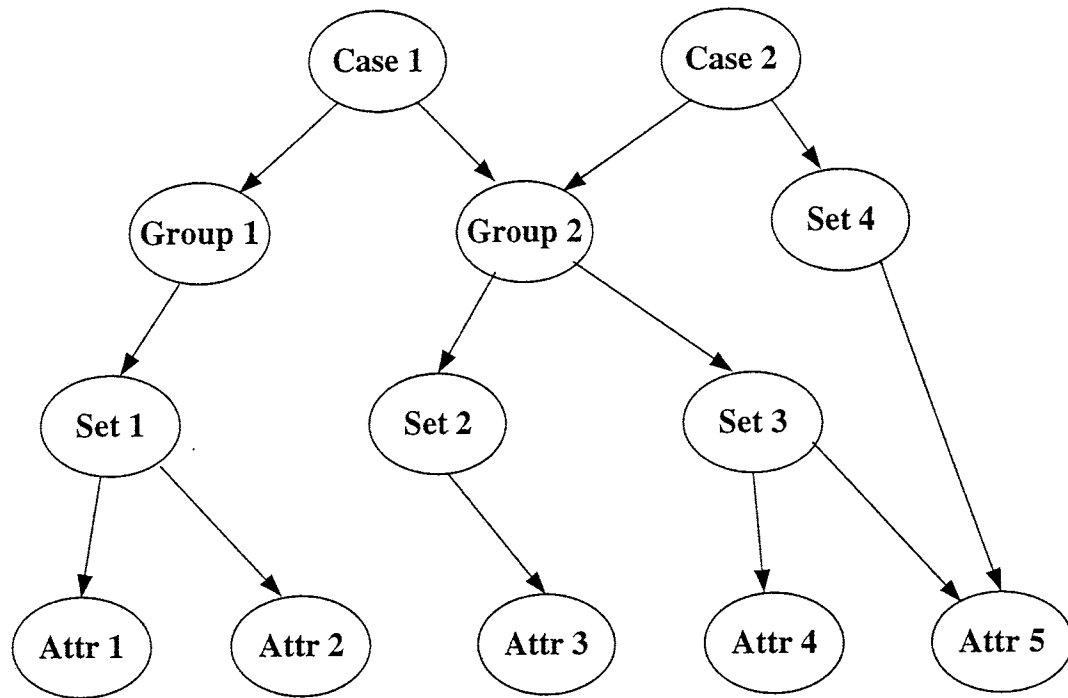 Case 1
Case 2
Group 1
Group 2
Set 4
Set 1
Set 2
Set 3
Attr 1
Attr 2
Attr 3
Attr 4
Attr 5